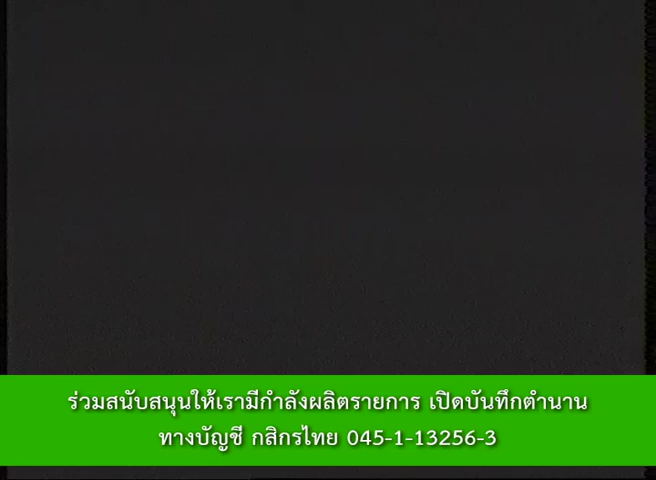 ร่วมสนับสนุนให้เรามีกำลังผลิตรายการ เปิดบันทึกตำนาน
ทางบัญชี กสิกรไทย 045-1-13256-3